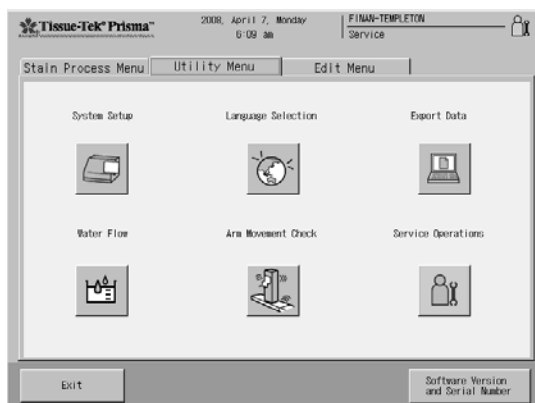 Tissue-Tek® Prisma™
2008, April 7, Monday
6:09 am
FINAN-TEMPLETON
Service
Stain Process Menu
Utility Menu
Edit Menu
System Setup
Language Selection
Export Data
Water Flow
Arm Movement Check
Service Operations
Exit
Software Version
and Serial Number